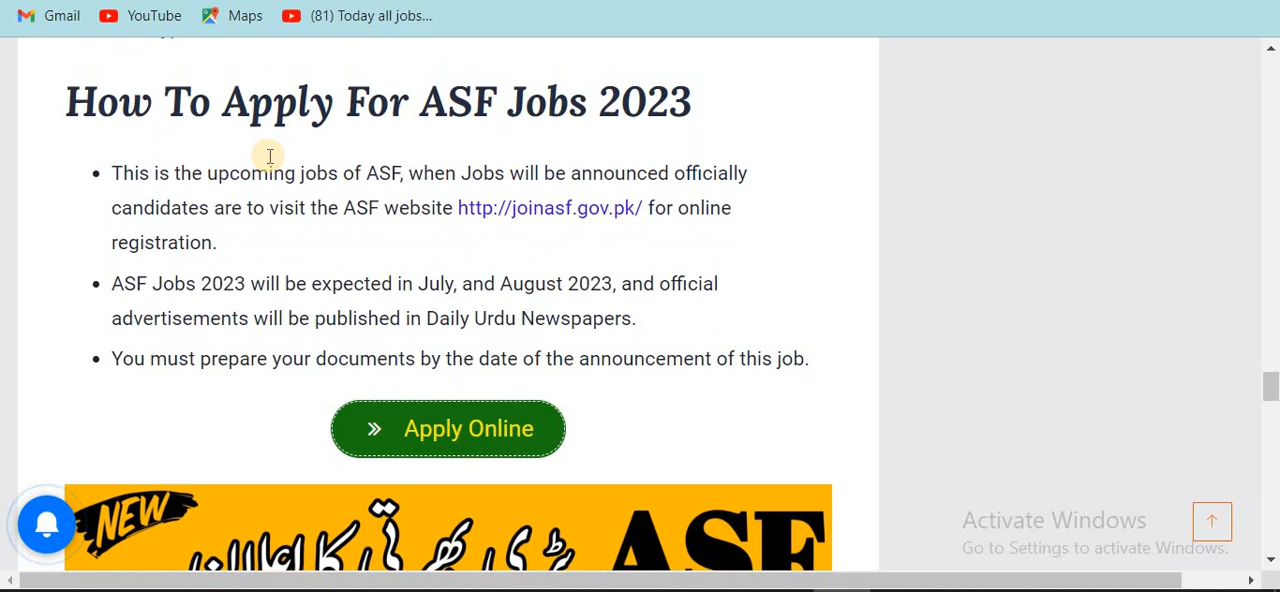 Gmail YouTube Maps (81) Today all jobs...
How To Apply For ASF Jobs 2023
This is the upcoming jobs of ASF, when Jobs will be announced officially
candidates are to visit the ASF website http://joinasf.gov.pk/ for online
registration.
ASF Jobs 2023 will be expected in July, and August 2023, and official
advertisements will be published in Daily Urdu Newspapers.
You must prepare your documents by the date of the announcement of this job.
Apply Online
NEW
ASF بڑی بھرتی کا اعلان
Activate Windows
Go to Settings to activate Windows.